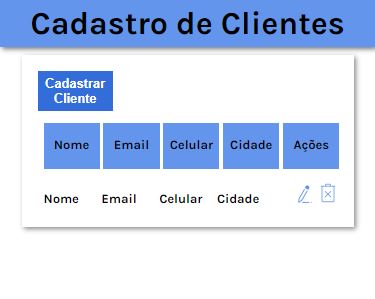 Cadastro de Clientes
Cadastrar
Cliente
Nome Email Celular Cidade Ações
Nome Email Celular Cidade